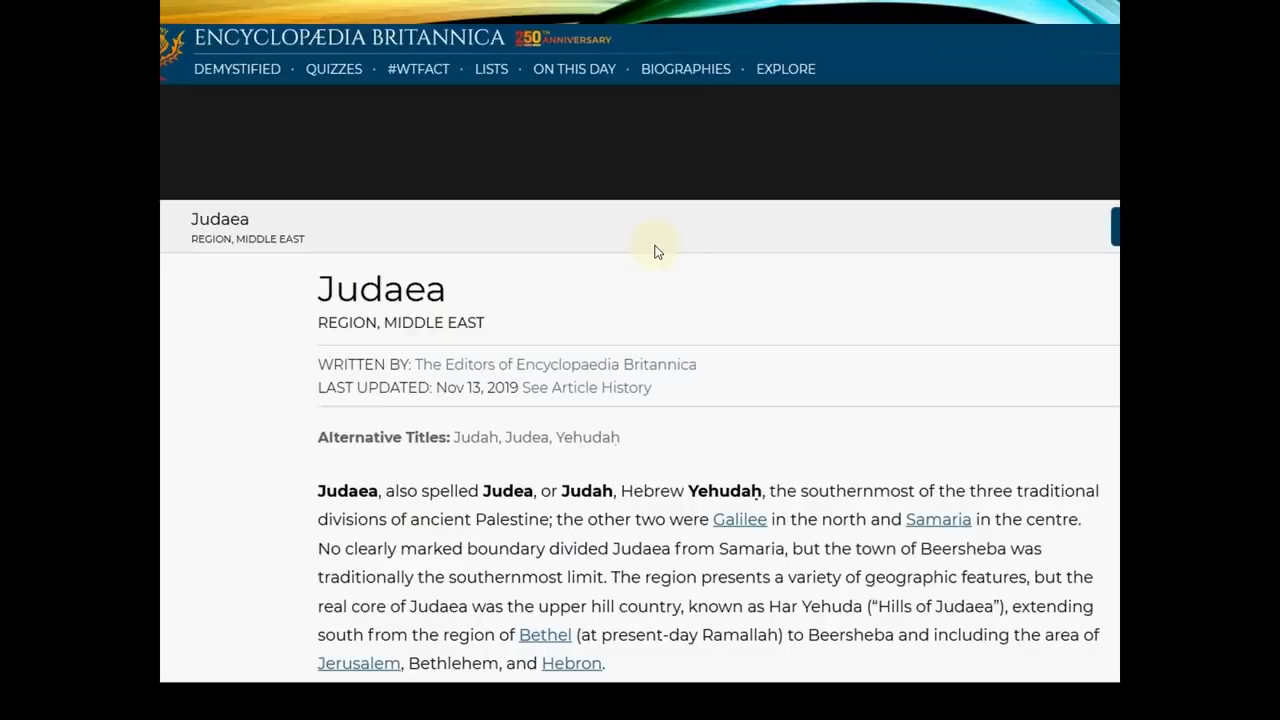 ENCYCLOPÆDIA BRITANNICA 250TH ANNIVERSARY
DEMYSTIFIED · QUIZZES · #WTFACT · LISTS · ON THIS DAY · BIOGRAPHIES · EXPLORE
Judaea
REGION, MIDDLE EAST
Judaea
REGION, MIDDLE EAST
WRITTEN BY: The Editors of Encyclopaedia Britannica
LAST UPDATED: Nov 13, 2019 See Article History
Alternative Titles: Judah, Judea, Yehudaḥ
Judaea, also spelled Judea, or Judah, Hebrew Yehudaḥ, the southernmost of the three traditional
divisions of ancient Palestine; the other two were Galilee in the north and Samaria in the centre.
No clearly marked boundary divided Judaea from Samaria, but the town of Beersheba was
traditionally the southernmost limit. The region presents a variety of geographic features, but the
real core of Judaea was the upper hill country, known as Har Yehuda (“Hills of Judaea”), extending
south from the region of Bethel (at present-day Ramallah) to Beersheba and including the area of
Jerusalem, Bethlehem, and Hebron.